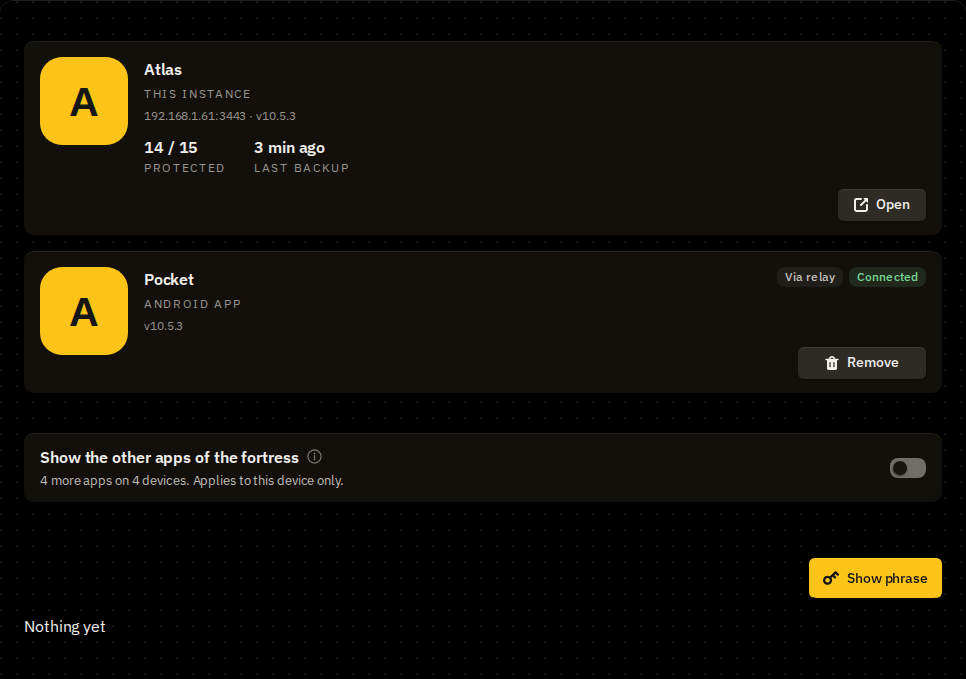 A
Atlas
THIS INSTANCE
192.168.1.61:3443 · v10.5.3
14 / 15 3 min ago
PROTECTED LAST BACKUP
Open
A
Pocket
Via relay Connected
ANDROID APP
v10.5.3
Remove
Show the other apps of the fortress
4 more apps on 4 devices. Applies to this device only.
Show phrase
Nothing yet